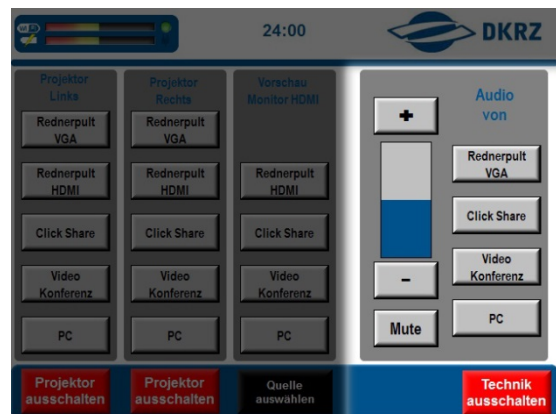 24:00
DKRZ
Projektor
Links
Rednerpult
VGA
Rednerpult
HDMI
Click Share
Video
Konferenz
PC
Projektor
ausschalten
Projektor
Rechts
Rednerpult
VGA
Rednerpult
HDMI
Click Share
Video
Konferenz
PC
Projektor
ausschalten
Vorschau
Monitor HDMI
Rednerpult
HDMI
Click Share
Video
Konferenz
PC
Quelle
auswählen
+
-
Mute
Audio
von
Rednerpult
VGA
Click Share
Video
Konferenz
PC
Technik
ausschalten